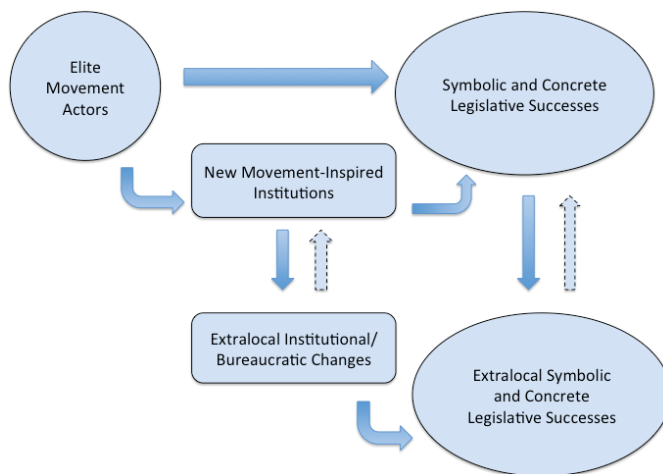 Elite
Movement
Actors
Symbolic and Concrete
Legislative Successes
New Movement-Inspired
Institutions
Extralocal Institutional/
Bureaucratic Changes
Extralocal Symbolic
and Concrete
Legislative Successes